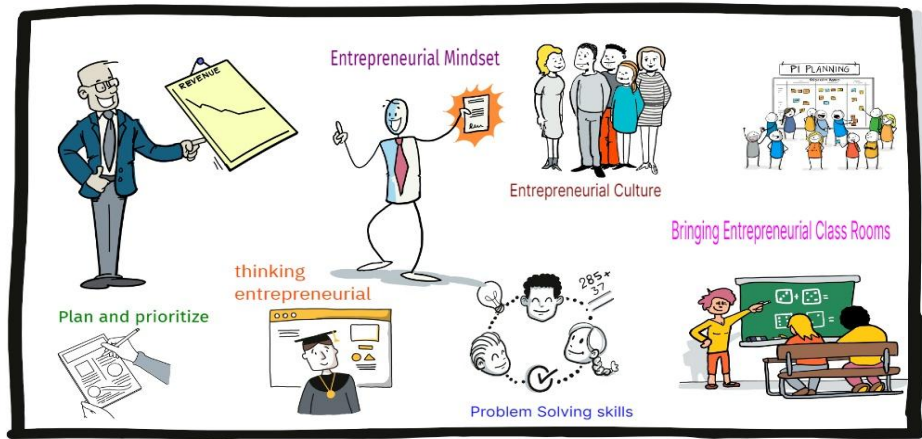 REVENUE
Entrepreneurial Mindset
Entrepreneurial Culture
PI PLANNING
Bringing Entrepreneurial Class Rooms
thinking
entrepreneurial
Plan and prioritize
285+
37
Problem Solving skills